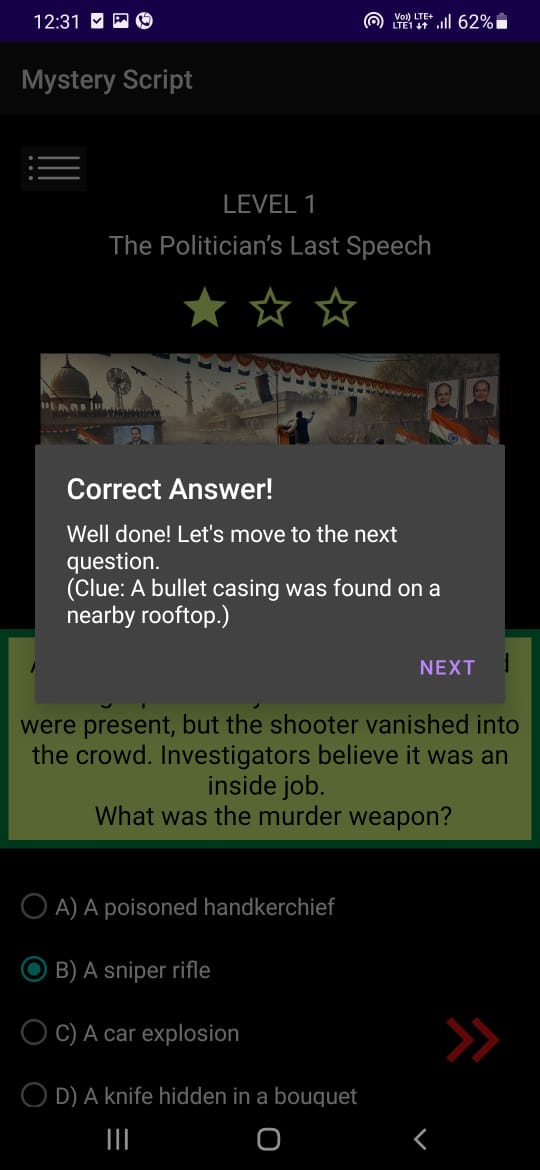 12:31
Vo)) LTE+
LTE1
62%
Mystery Script
LEVEL 1
The Politician’s Last Speech
Correct Answer!
Well done! Let's move to the next
question.
(Clue: A bullet casing was found on a
nearby rooftop.)
NEXT
were present, but the shooter vanished into
the crowd. Investigators believe it was an
inside job.
What was the murder weapon?
A) A poisoned handkerchief
B) A sniper rifle
C) A car explosion
D) A knife hidden in a bouquet